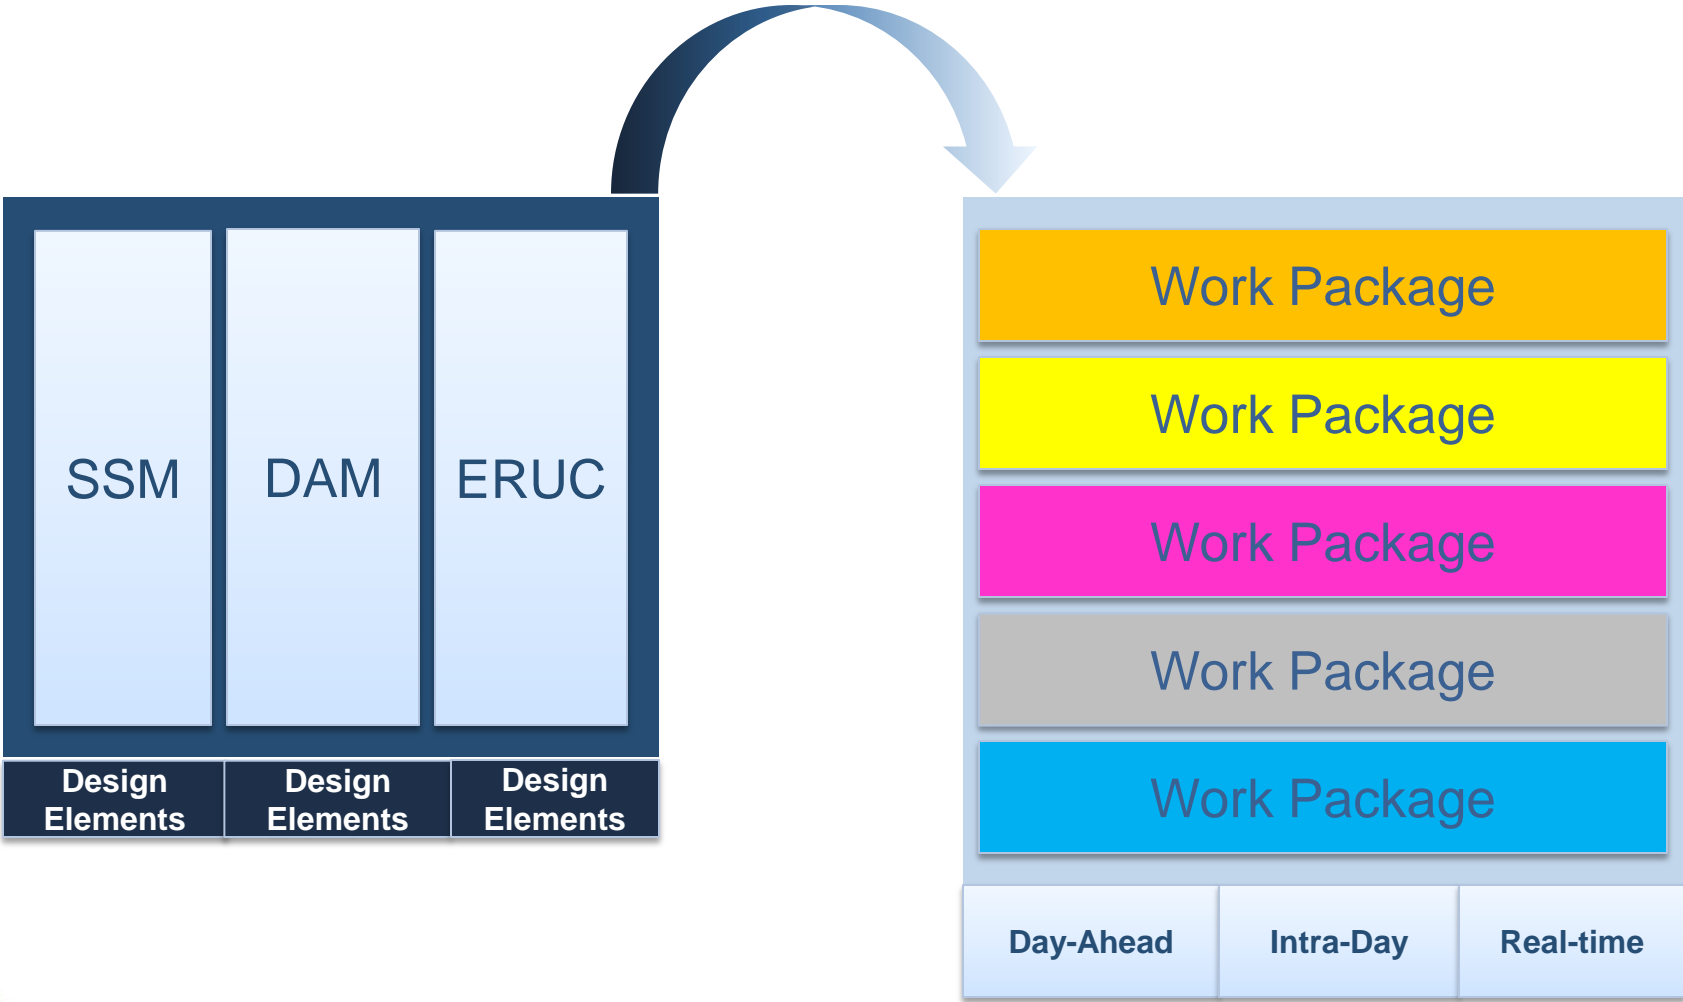 SSM
DAM
ERUC
Design
Elements
Design
Elements
Design
Elements
Work Package
Work Package
Work Package
Work Package
Work Package
Day-Ahead
Intra-Day
Real-time